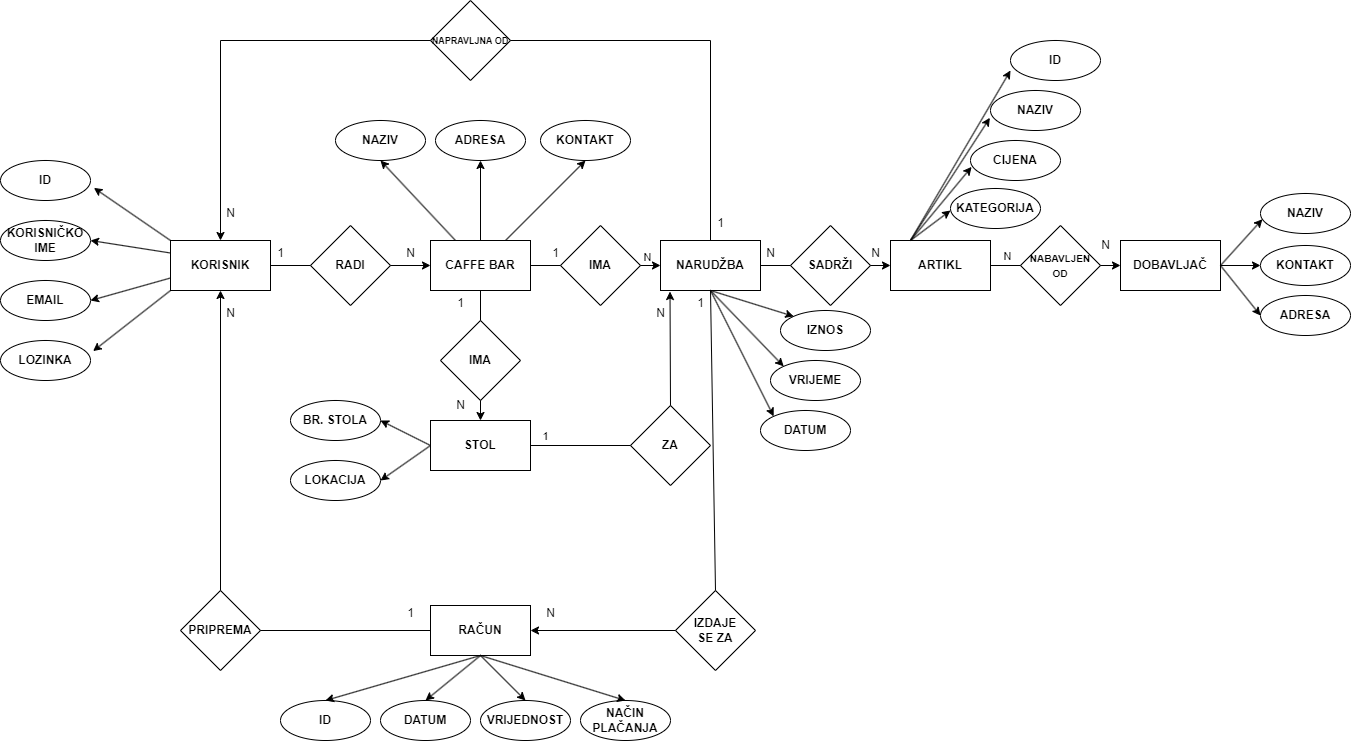 NAPRAVLJNA OD
ID
NAZIV
NAZIV
ADRESA
KONTAKT
CIJENA
ID
KATEGORIJA
N
1
NAZIV
KORISNIČKO
IME
KORISNIK
1
RADI
N
CAFFE BAR
1
IMA
N
NARUDŽBA
N
SADRŽI
N
ARTIKL
N
NABAVLJEN
OD
N
DOBAVLJAČ
KONTAKT
EMAIL
1
N
N
1
IZNOS
ADRESA
LOZINKA
IMA
VRIJEME
N
BR. STOLA
DATUM
STOL
1
ZA
LOKACIJA
PRIPREMA
1
RAČUN
N
IZDAJE
SE ZA
ID
DATUM
VRIJEDNOST
NAČIN
PLAČANJA